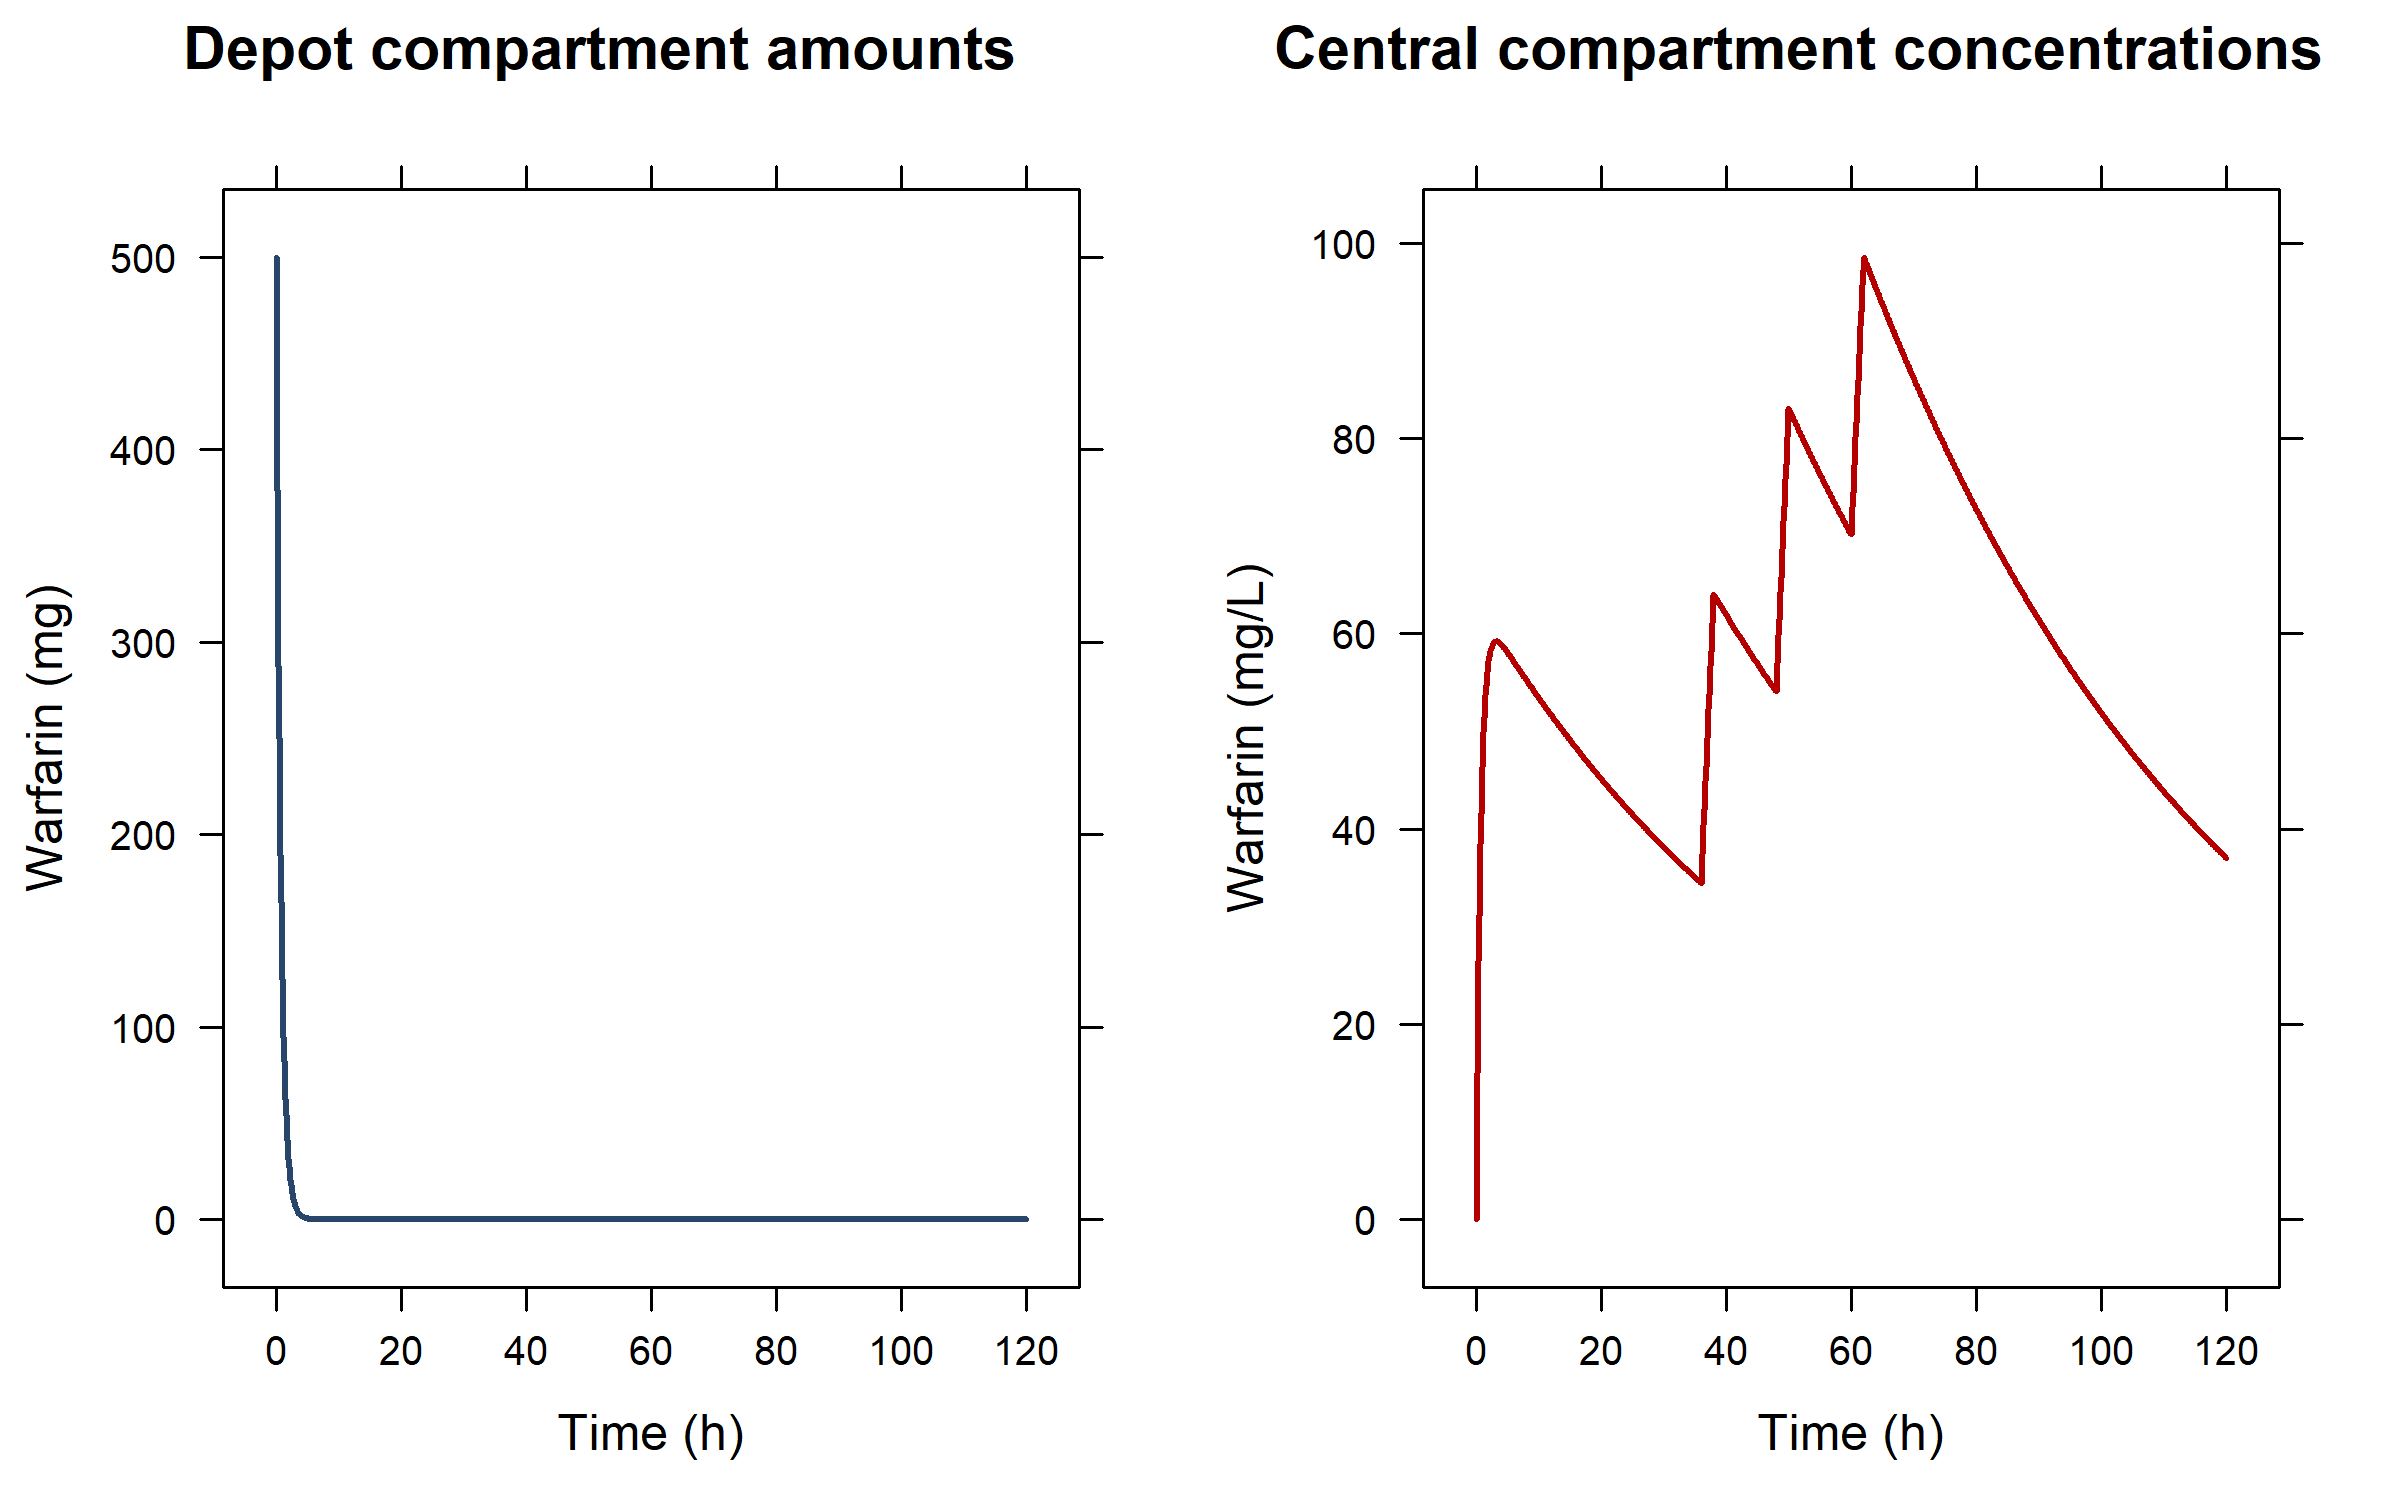 Depot compartment amounts
Warfarin (mg)
500
400
300
200
100
0
0 20 40 60 80 100 120
Time (h)
Central compartment concentrations
Warfarin (mg/L)
100
80
60
40
20
0
0 20 40 60 80 100 120
Time (h)